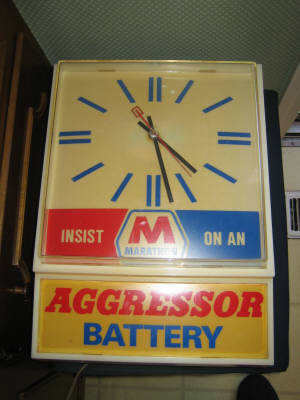 INSIST M ON AN
MARATHON
AGGRESSOR
BATTERY